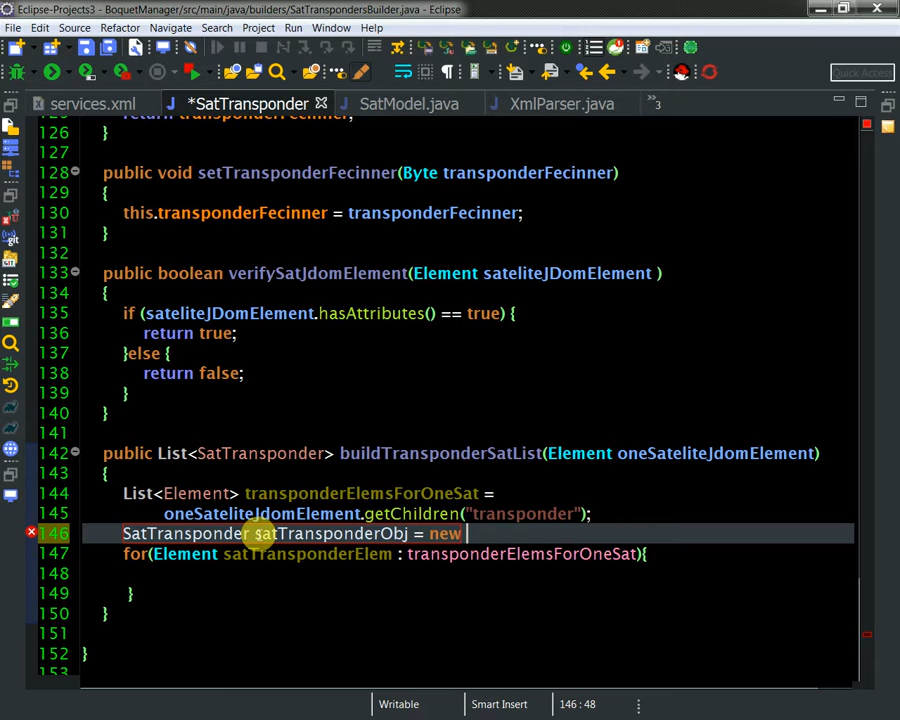 Eclipse-Projects3 - BoquetManager/src/main/java/builders/SatTranspondersBuilder.java - Eclipse
File Edit Source Refactor Navigate Search Project Run Window Help
Quick Access
services.xml *SatTransponder SatModel.java XmlParser.java »3
126 }
127
128 public void setTransponderFecinner(Byte transponderFecinner)
129 {
130 this.transponderFecinner = transponderFecinner;
131 }
132
133 public boolean verifySatJdomElement(Element sateliteJDomElement )
134 {
135 if (sateliteJDomElement.hasAttributes() == true) {
136 return true;
137 }else {
138 return false;
139 }
140 }
141
142 public List<SatTransponder> buildTransponderSatList(Element oneSateliteJdomElement)
143 {
144 List<Element> transponderElemsForOneSat =
145 oneSateliteJdomElement.getChildren("transponder");
146 SatTransponder satTransponderObj = new
147 for(Element satTransponderElem : transponderElemsForOneSat){
148
149 }
150 }
151
152 }
153
Writable Smart Insert 146 : 48